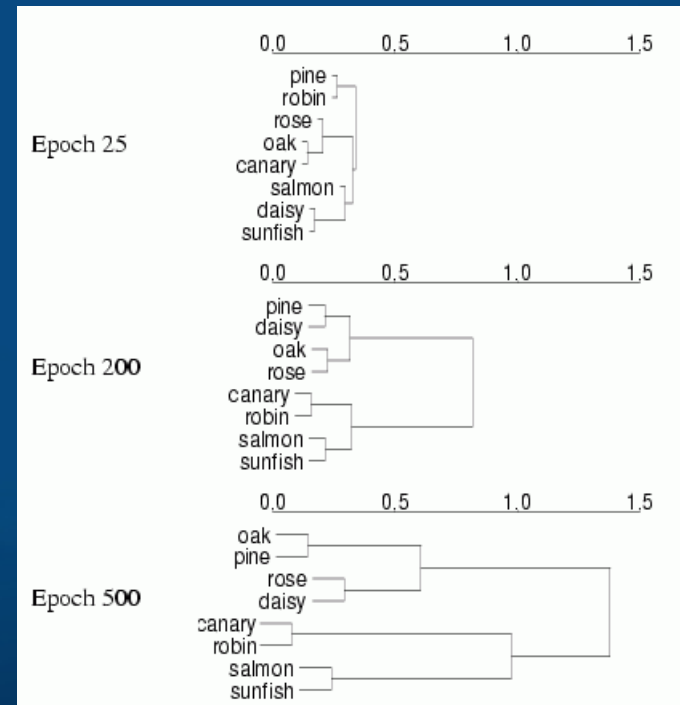 0.0 0.5 1.0 1.5
pine
robin
rose
Epoch 25
oak
canary
salmon
daisy
sunfish
0.0 0.5 1.0 1.5
pine
daisy
oak
Epoch 200
rose
canary
robin
salmon
sunfish
0.0 0.5 1.0 1.5
oak
pine
rose
Epoch 500
daisy
canary
robin
salmon
sunfish